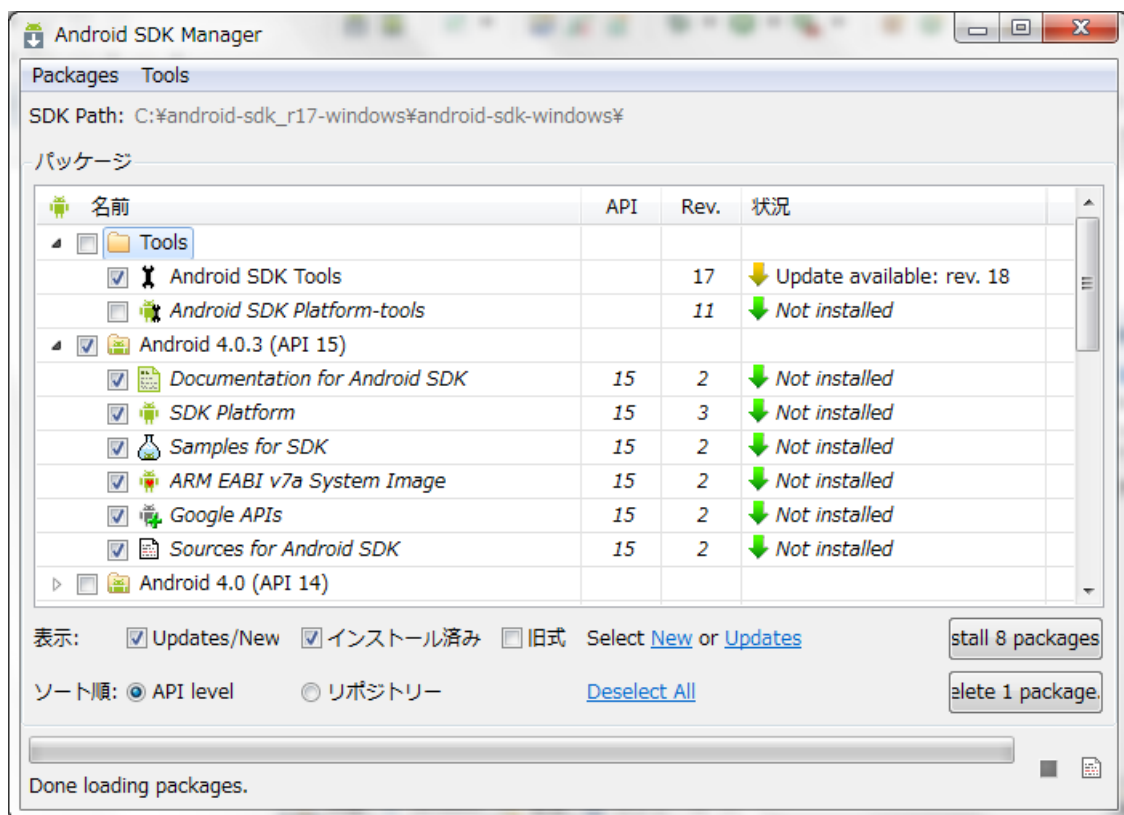 Android SDK Manager
Packages Tools
SDK Path: C:¥android-sdk_r17-windows¥android-sdk-windows¥
パッケージ
名前 API Rev. 状況
Tools
Android SDK Tools 17 Update available: rev. 18
Android SDK Platform-tools 11 Not installed
Android 4.0.3 (API 15)
Documentation for Android SDK 15 2 Not installed
SDK Platform 15 3 Not installed
Samples for SDK 15 2 Not installed
ARM EABI v7a System Image 15 2 Not installed
Google APIs 15 2 Not installed
Sources for Android SDK 15 2 Not installed
Android 4.0 (API 14)
表示: Updates/New インストール済み 旧式 Select New or Updates stall 8 packages
ソート順: API level リポジトリー Deselect All elete 1 package.
Done loading packages.